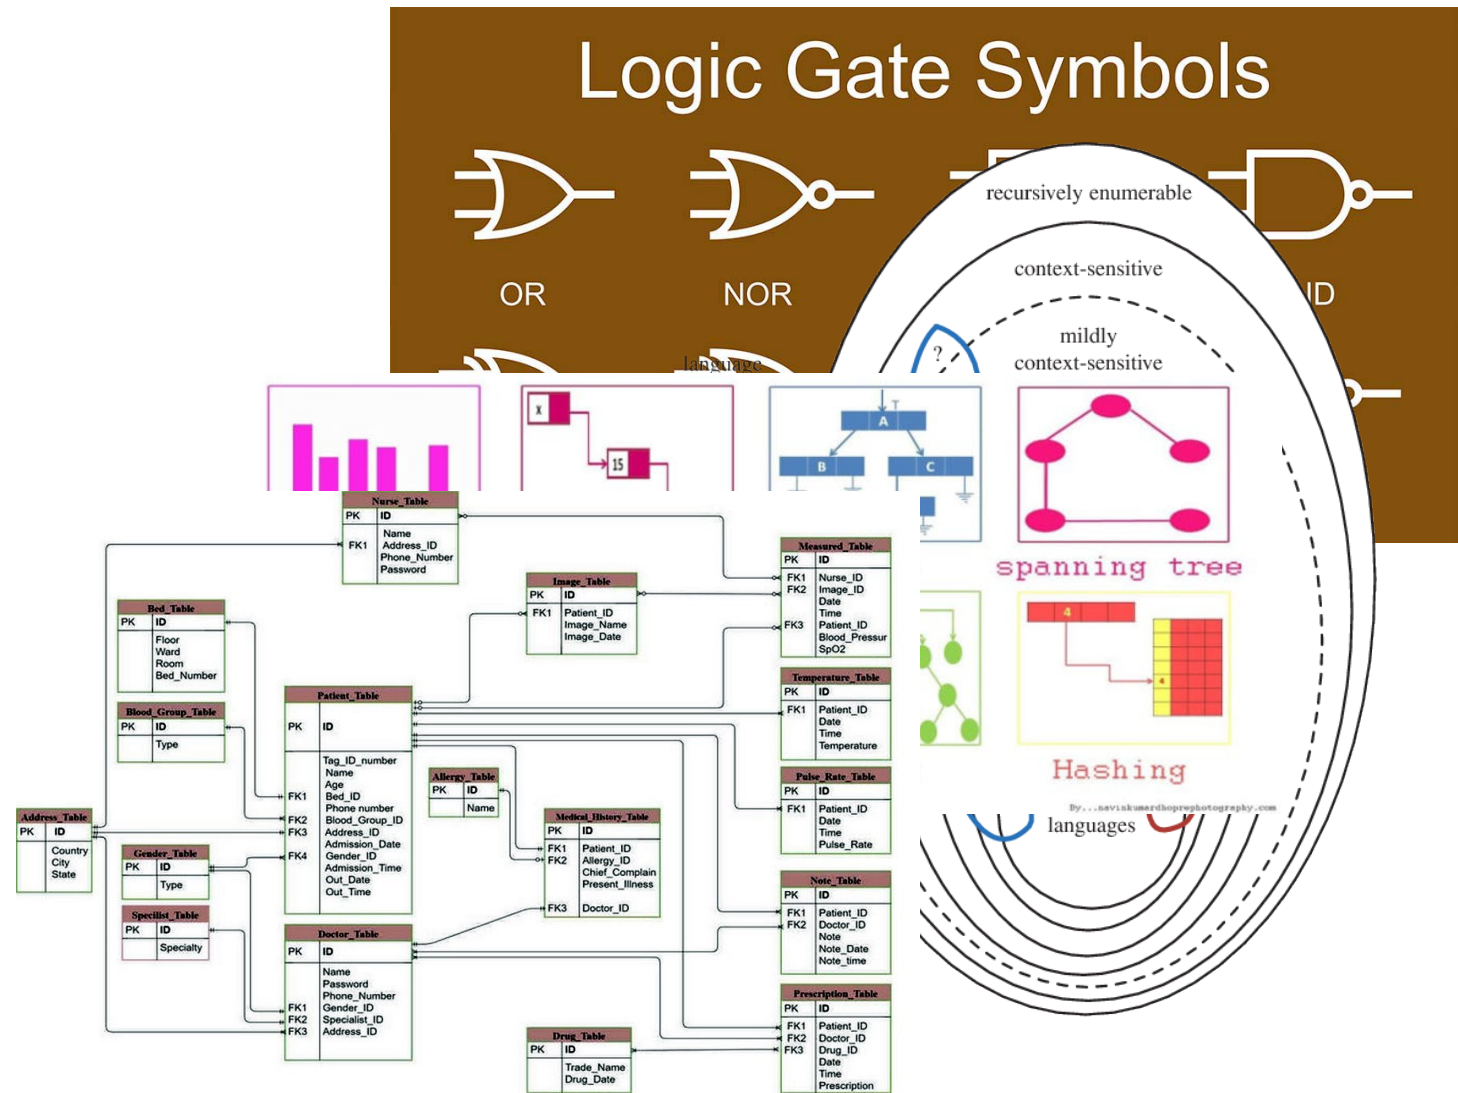 Logic Gate Symbols
OR
NOR
ID
recursively enumerable
context-sensitive
mildly
context-sensitive
?
language
x
15
T
A
B
C
spanning tree
4
4
Hashing
By...navinkumardhoprephotography.com
languages
Nurse_Table
PK ID
Name
FK1 Address_ID
Phone_Number
Password
Measured_Table
PK ID
FK1 Nurse_ID
FK2 Image_ID
Date
Time
FK3 Patient_ID
Blood_Pressur
SpO2
Image_Table
PK ID
FK1 Patient_ID
Image_Name
Image_Date
Bed_Table
PK ID
Floor
Ward
Room
Bed_Number
Patient_Table
PK ID
Tag_ID_number
Name
Age
FK1 Bed_ID
Phone number
FK2 Blood_Group_ID
FK3 Address_ID
Admission_Date
FK4 Gender_ID
Admission_Time
Out_Date
Out_Time
Temperature_Table
PK ID
FK1 Patient_ID
Date
Time
Temperature
Blood_Group_Table
PK ID
Type
Allergy_Table
PK ID
Name
Pulse_Rate_Table
PK ID
FK1 Patient_ID
Date
Time
Pulse_Rate
Address_Table
PK ID
Country
City
State
Medical_History_Table
PK ID
FK1 Patient_ID
FK2 Allergy_ID
Chief_Complain
Present_Illness
FK3 Doctor_ID
Gender_Table
PK ID
Type
Note_Table
PK ID
FK1 Patient_ID
FK2 Doctor_ID
Note
Note_Date
Note_time
Specilist_Table
PK ID
Specialty
Doctor_Table
PK ID
Name
Password
Phone_Number
FK1 Gender_ID
FK2 Specialist_ID
FK3 Address_ID
Prescription_Table
PK ID
FK1 Patient_ID
FK2 Doctor_ID
FK3 Drug_ID
Date
Time
Prescription
Drug_Table
PK ID
Trade_Name
Drug_Date